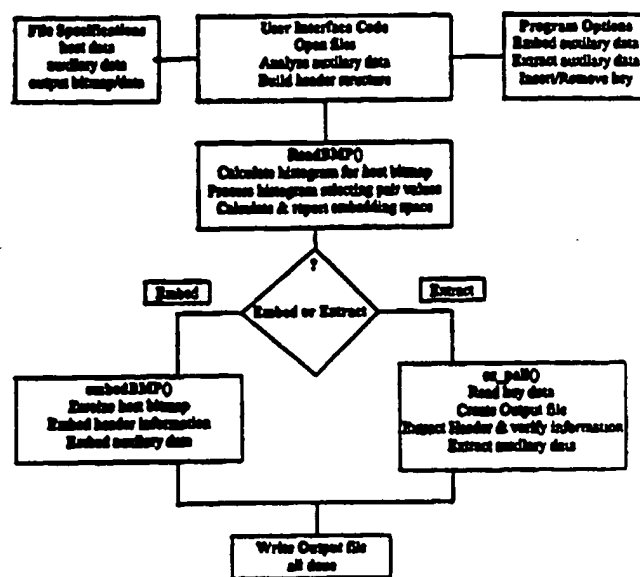 File Specifications
host data
auxiliary data
output bitmap/data
User Interface Code
Open files
Analyze auxiliary data
Build header structure
Program Options
Embed auxiliary data
Extract auxiliary data
Insert/Remove key
ReadBMP()
Calculate histogram for host bitmap
Process histogram selecting pair values
Calculate & report embedding space
?
Embed or Extract
Embed
Extract
embedBMP()
host bitmap
Embed header information
Embed auxiliary data
Read key data
Create Output file
Extract Header & verify information
Extract auxiliary data
Write Output file
all done